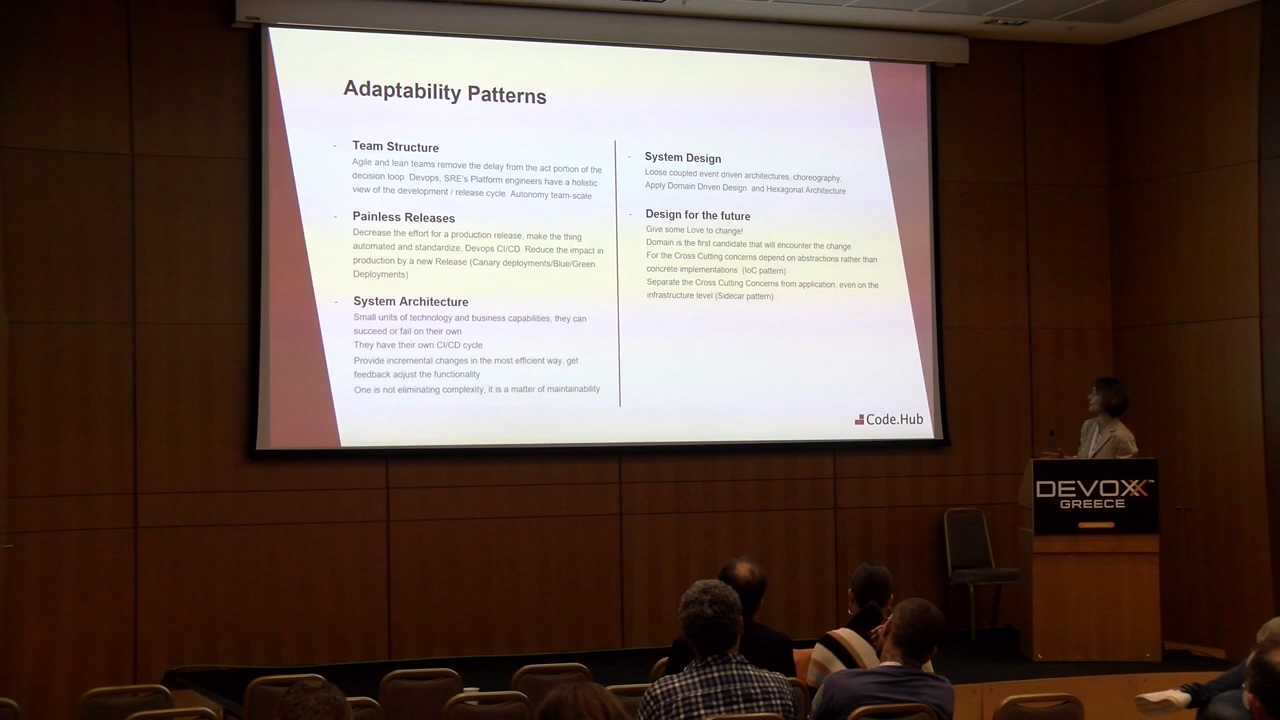 Adaptability Patterns
- Team Structure
Agile and lean teams remove the delay from the act portion of the
decision loop. Devops, SRE's Platform engineers have a holistic
view of the development / release cycle. Autonomy team-scale
- Painless Releases
Decrease the effort for a production release, make the thing
automated and standardize, Devops CI/CD. Reduce the impact in
production by a new Release (Canary deployments/Blue/Green
Deployments)
- System Architecture
Small units of technology and business capabilities, they can
succeed or fail on their own
They have their own CI/CD cycle
Provide incremental changes in the most efficient way, get
feedback adjust the functionality
One is not eliminating complexity, it is a matter of maintainability
- System Design
Loose coupled event driven architectures, choreography,
Apply Domain Driven Design and Hexagonal Architecture
- Design for the future
Give some Love to change!
Domain is the first candidate that will encounter the change
For the Cross Cutting concerns depend on abstractions rather than
concrete implementations (IoC pattern)
Separate the Cross Cutting Concerns from application, even on the
infrastructure level (Sidecar pattern)
Code.Hub
DEVOXX™
GREECE